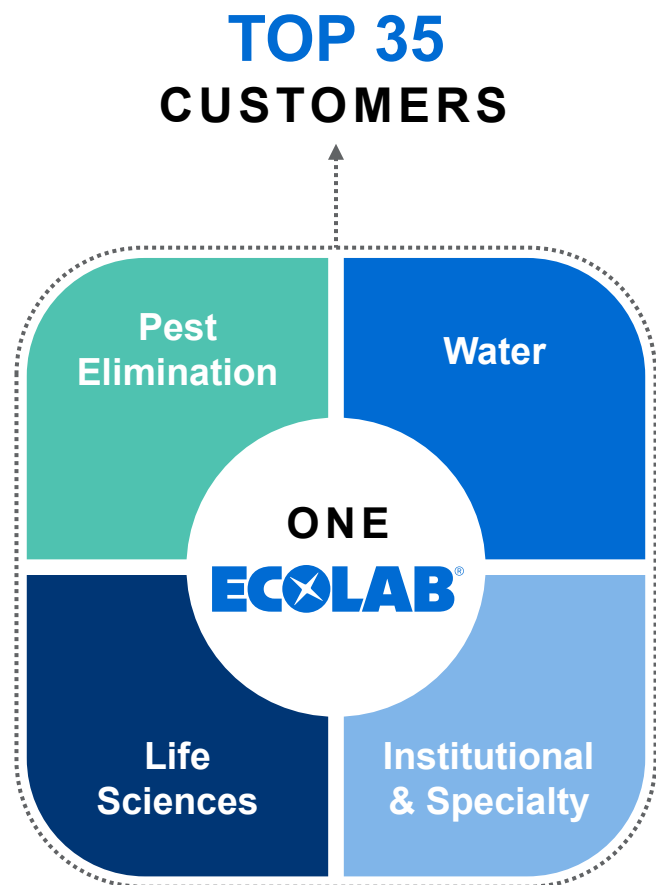 TOP 35
CUSTOMERS
Pest
Elimination
Water
ONE
ECOLAB®
Life
Sciences
Institutional
& Specialty